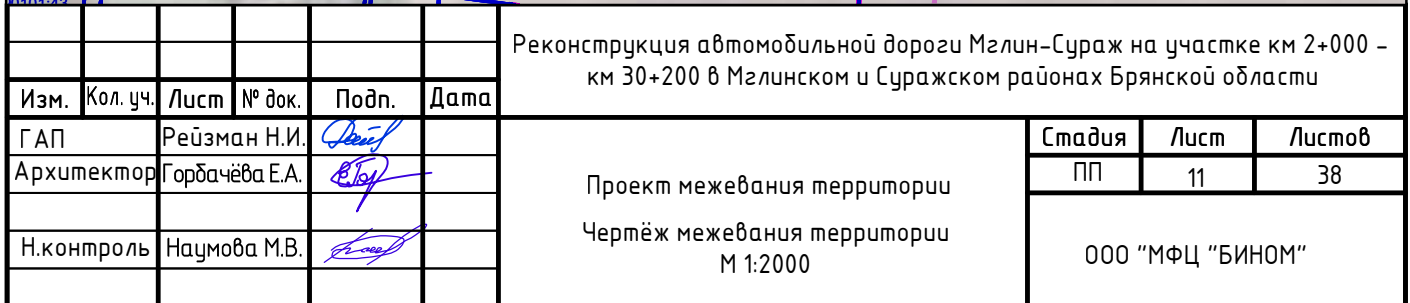 Реконструкция автомобильной дороги Мглин-Сураж на участке км 2+000 -
км 30+200 в Мглинском и Суражском районах Брянской области
Изм. Кол. уч. Лист № док. Подп. Дата
ГАП Рейзман Н.И.
Архитектор Горбачёва Е.А.
Н.контроль Наумова М.В.
Проект межевания территории
Чертёж межевания территории
М 1:2000
Стадия Лист Листов
ПП 11 38
ООО "МФЦ "БИНОМ"